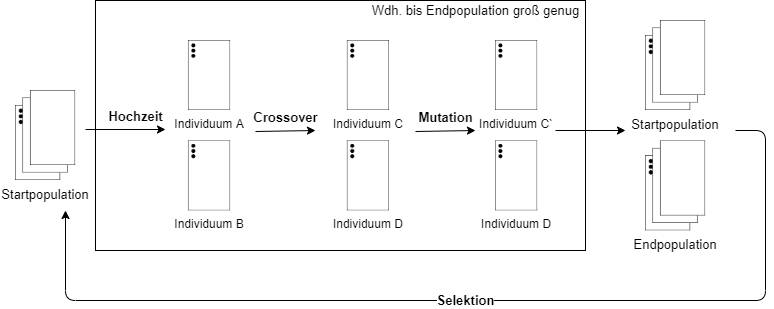 Wdh. bis Endpopulation groß genug
Hochzeit
Individuum A
Crossover
Individuum C
Mutation
Individuum C`
Startpopulation
Startpopulation
Individuum B
Individuum D
Individuum D
Endpopulation
Selektion